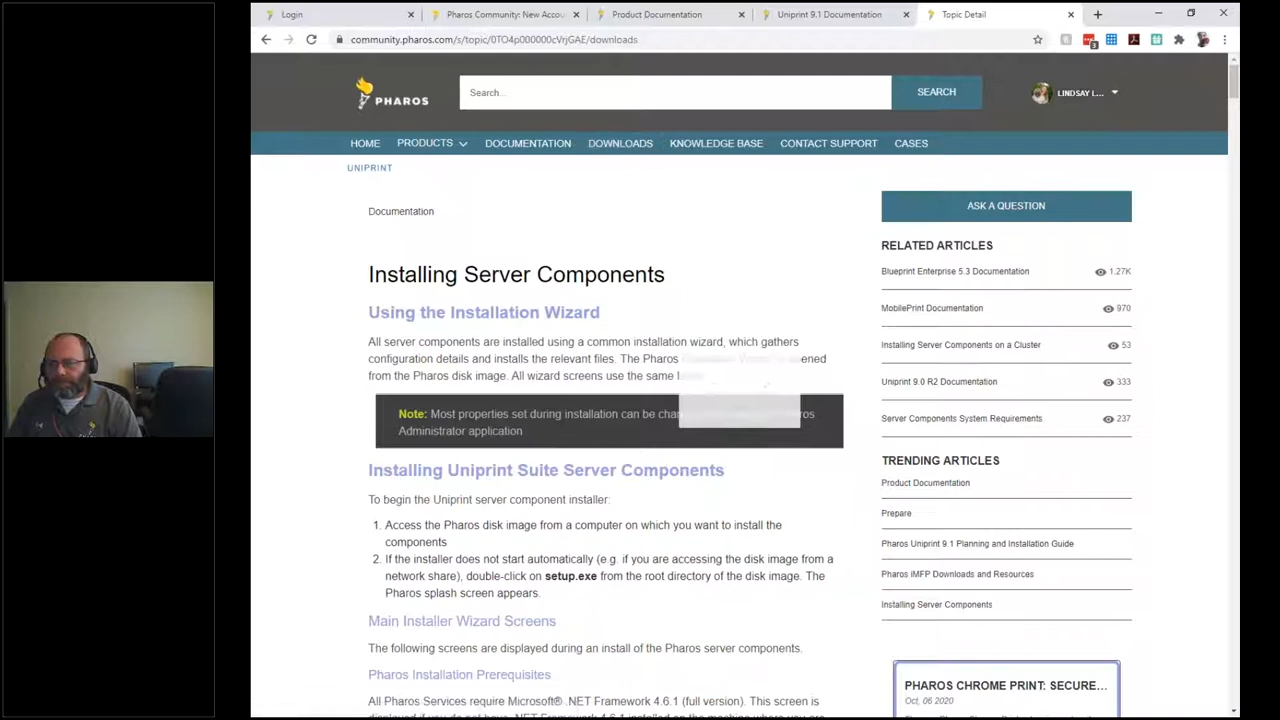 Login
Pharos Community: New Accou
Product Documentation
Uniprint 9.1 Documentation
Topic Detail
community.pharos.com/s/topic/0TO4p000000cVrjGAE/downloads
3
PHAROS
Search...
SEARCH
LINDSAY L...
HOME PRODUCTS DOCUMENTATION DOWNLOADS KNOWLEDGE BASE CONTACT SUPPORT CASES
UNIPRINT
Documentation
Installing Server Components
Using the Installation Wizard
All server components are installed using a common installation wizard, which gathers
configuration details and installs the relevant files. The Pharos
from the Pharos disk image. All wizard screens use the same
Note: Most properties set during installation can be
Administrator application
Installing Uniprint Suite Server Components
To begin the Uniprint server component installer:
1. Access the Pharos disk image from a computer on which you want to install the
components
2. If the installer does not start automatically (e.g. if you are accessing the disk image from a
network share), double-click on setup.exe from the root directory of the disk image. The
Pharos splash screen appears.
Main Installer Wizard Screens
The following screens are displayed during an install of the Pharos server components.
Pharos Installation Prerequisites
All Pharos Services require Microsoft® .NET Framework 4.6.1 (full version). This screen is
ASK A QUESTION
RELATED ARTICLES
Blueprint Enterprise 5.3 Documentation 1.27K
MobilePrint Documentation 970
Installing Server Components on a Cluster 53
Uniprint 9.0 R2 Documentation 333
Server Components System Requirements 237
TRENDING ARTICLES
Product Documentation
Prepare
Pharos Uniprint 9.1 Planning and Installation Guide
Pharos iMFP Downloads and Resources
Installing Server Components
PHAROS CHROME PRINT: SECURE...
Oct, 06 2020